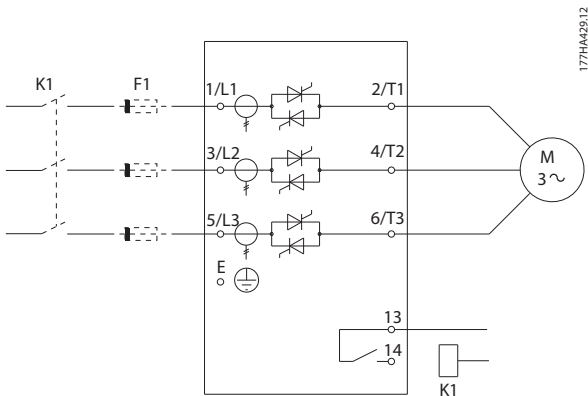 177HA429.12
K1
F1
1/L1
2/T1
3/L2
4/T2
M
3~
5/L3
6/T3
E
13
14
K1